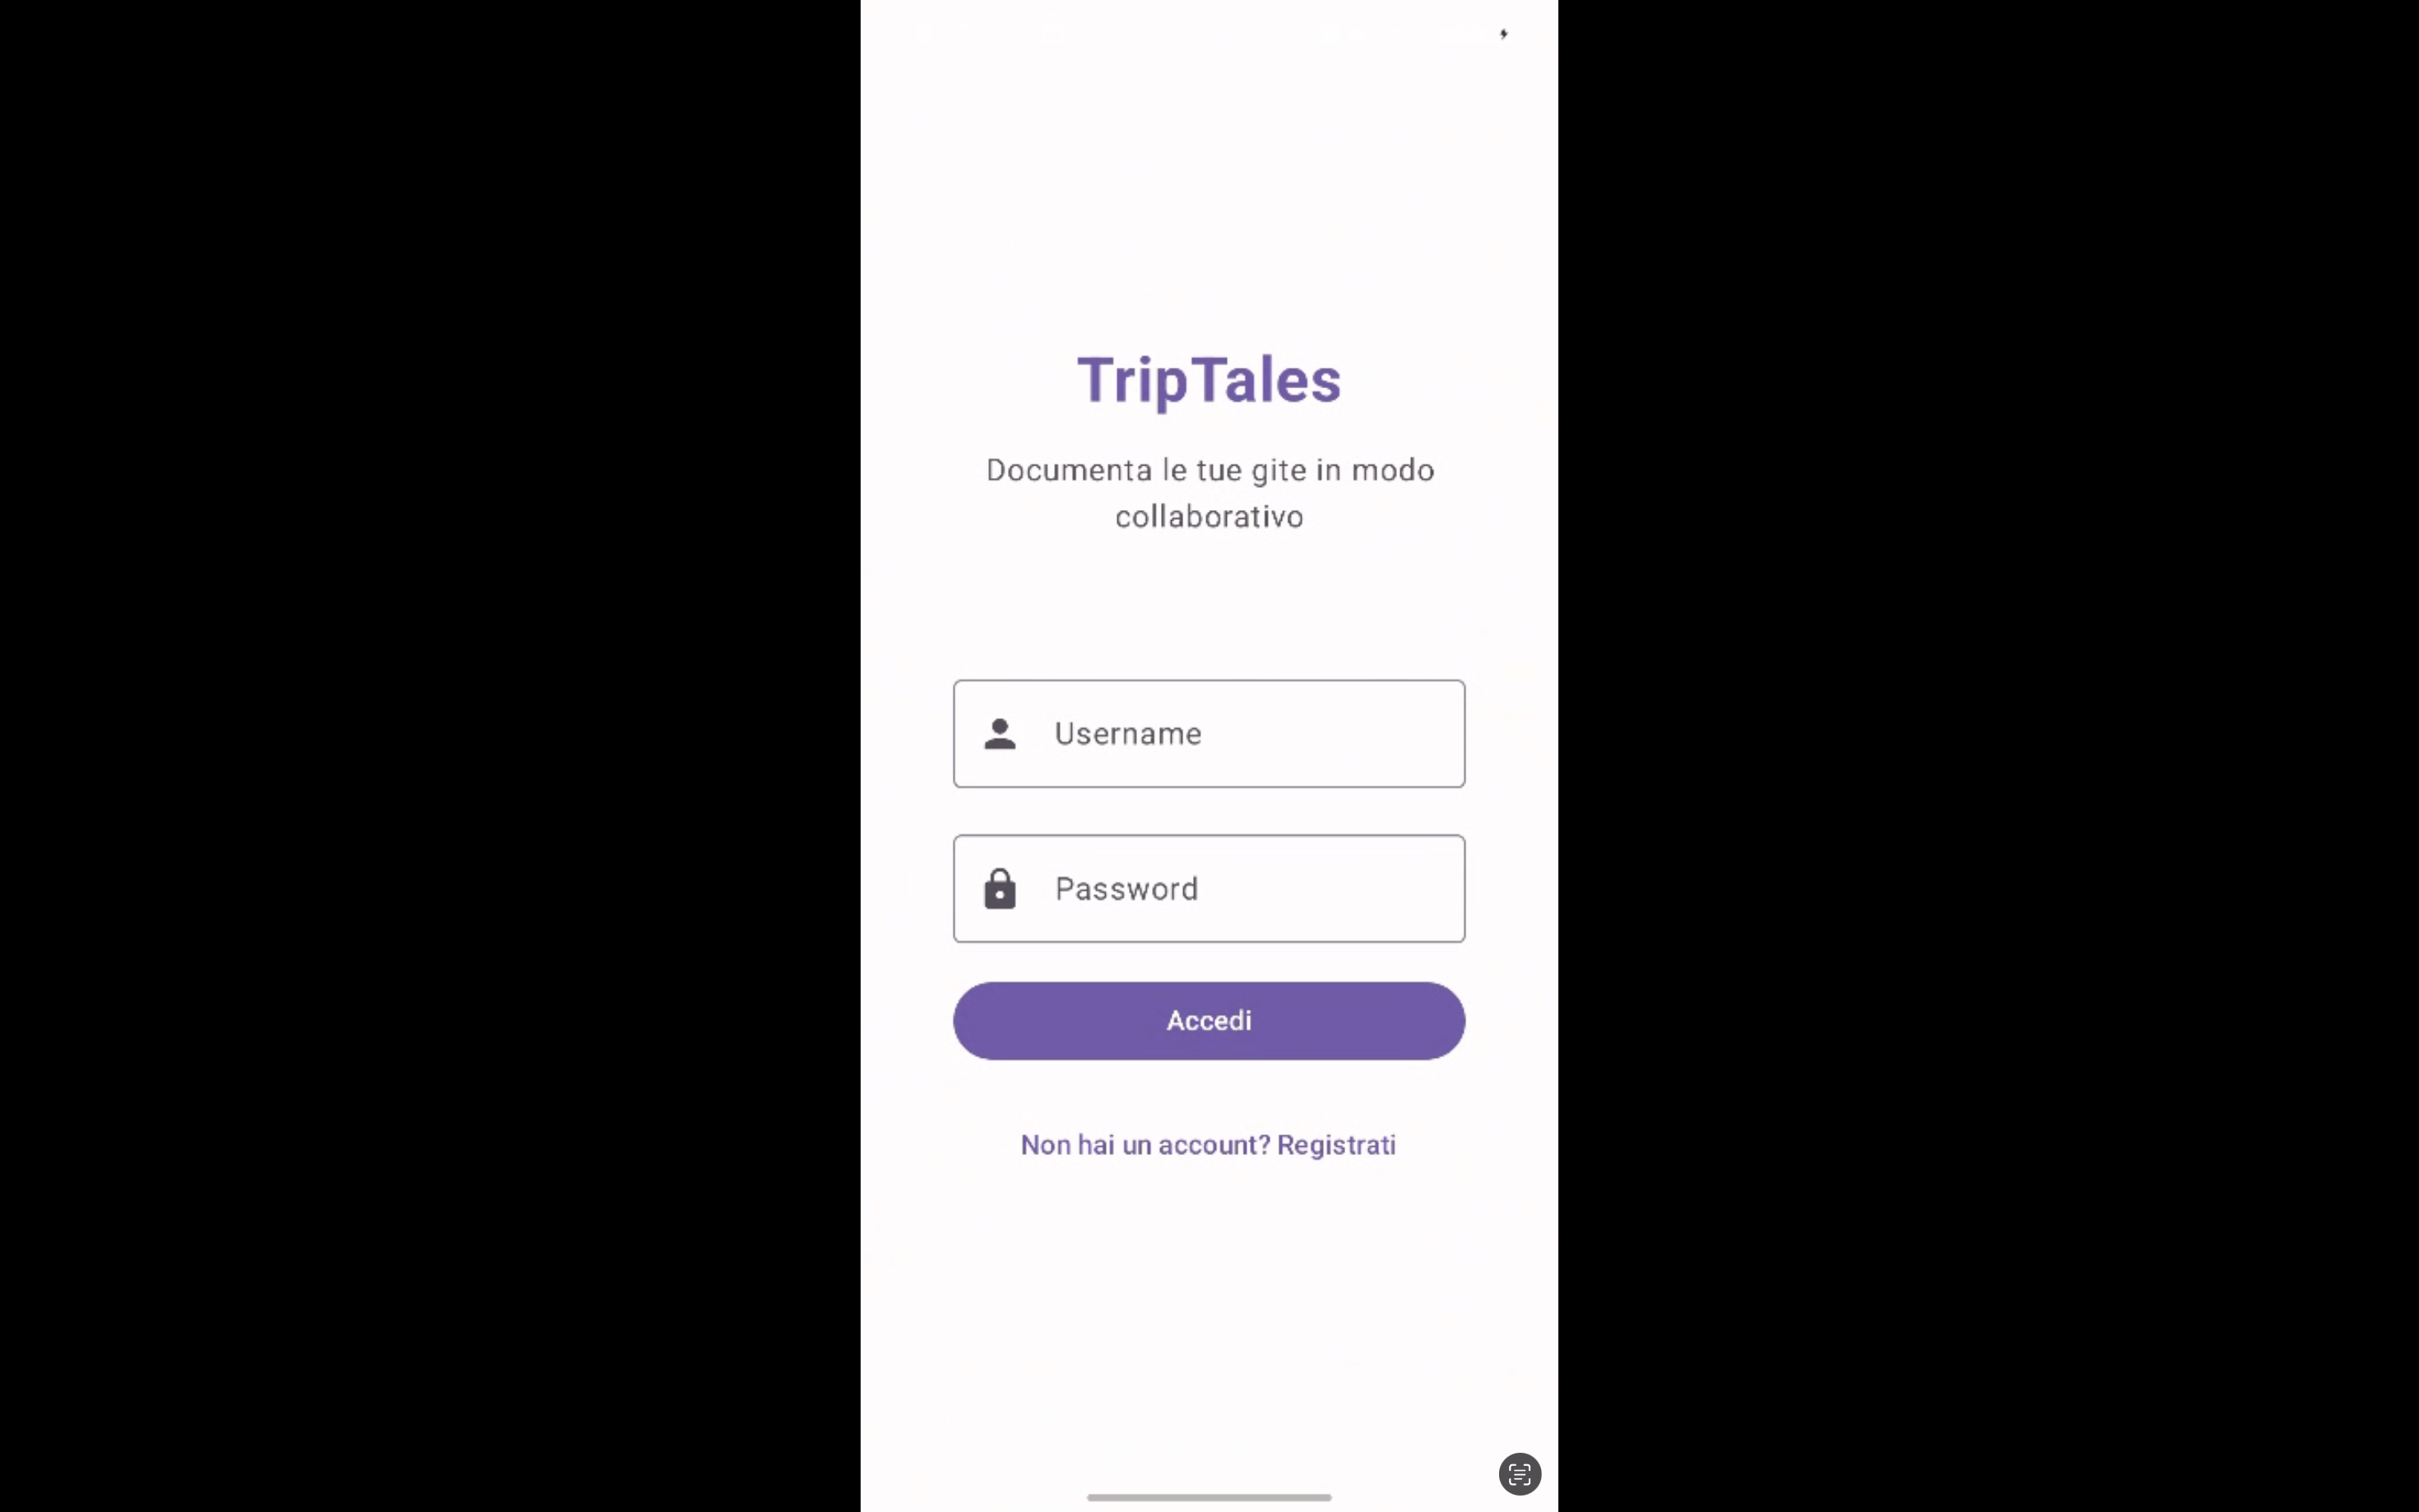 TripTales
Documenta le tue gite in modo
collaborativo
Username
Password
Accedi
Non hai un account? Registrati